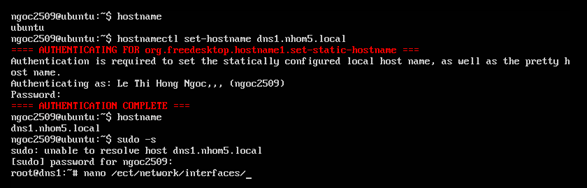 ngoc2509@ubuntu:~$ hostname
ubuntu
ngoc2509@ubuntu:~$ hostnamectl set-hostname dns1.nhom5.local
==== AUTHENTICATING FOR org.freedesktop.hostname1.set-static-hostname ===
Authentication is required to set the statically configured local host name, as well as the pretty h
ost name.
Authenticating as: Le Thi Hong Ngoc,,, (ngoc2509)
Password:
==== AUTHENTICATION COMPLETE ===
ngoc2509@ubuntu:~$ hostname
dns1.nhom5.local
ngoc2509@ubuntu:~$ sudo -s
sudo: unable to resolve host dns1.nhom5.local
[sudo] password for ngoc2509:
root@dns1:~# nano /ect/network/interfaces/_